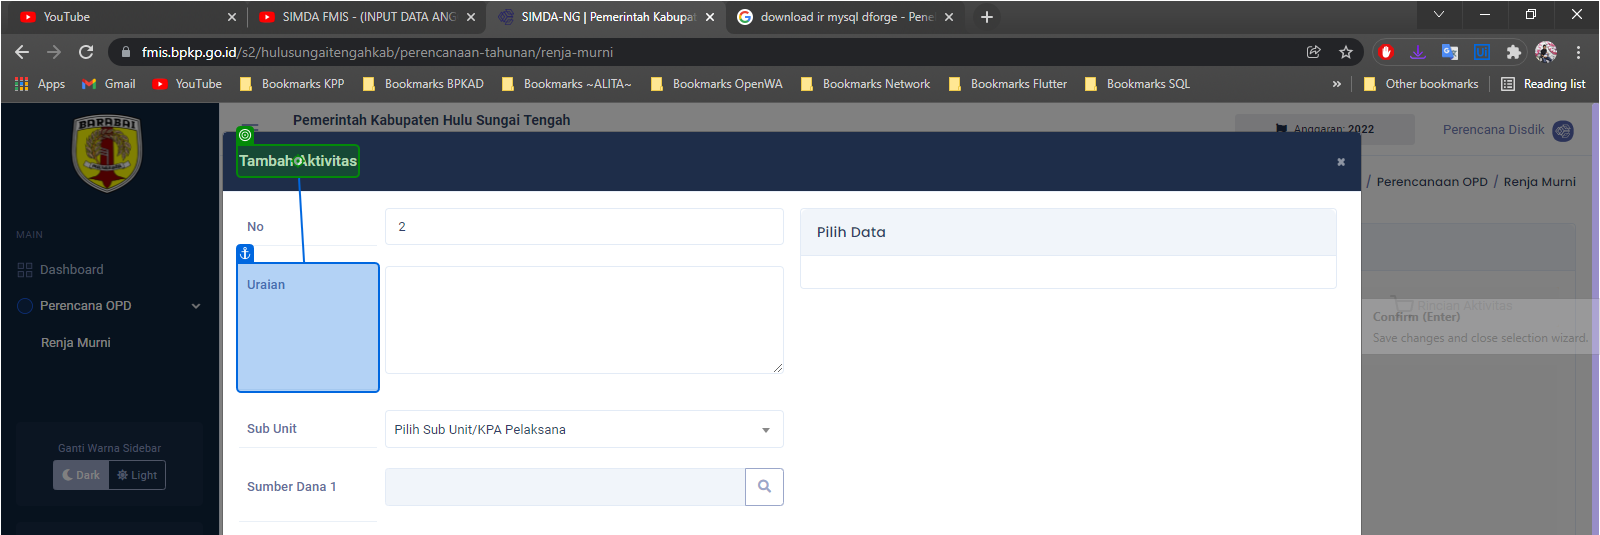 YouTube
SIMDA FMIS - (INPUT DATA ANG
SIMDA-NG | Pemerintah Kabupat
download ir mysql dforge - Pene
fmis.bpkp.go.id/s2/hulusungaitengahkab/perencanaan-tahunan/renja-murni
Apps
Gmail
YouTube
Bookmarks KPP
Bookmarks BPKAD
Bookmarks ~ALITA~
Bookmarks OpenWA
Bookmarks Network
Bookmarks Flutter
Bookmarks SQL
»
Other bookmarks
Reading list
BARABAI
Pemerintah Kabupaten Hulu Sungai Tengah
Anggaran: 2022
Perencana Disdik
Tambah Aktivitas
/ Perencanaan OPD / Renja Murni
MAIN
Dashboard
Perencana OPD
Renja Murni
Ganti Warna Sidebar
Dark
Light
No
2
Uraian
Sub Unit
Pilih Sub Unit/KPA Pelaksana
Sumber Dana 1
Pilih Data
Rincian Aktivitas
Confirm (Enter)
Save changes and close selection wizard.